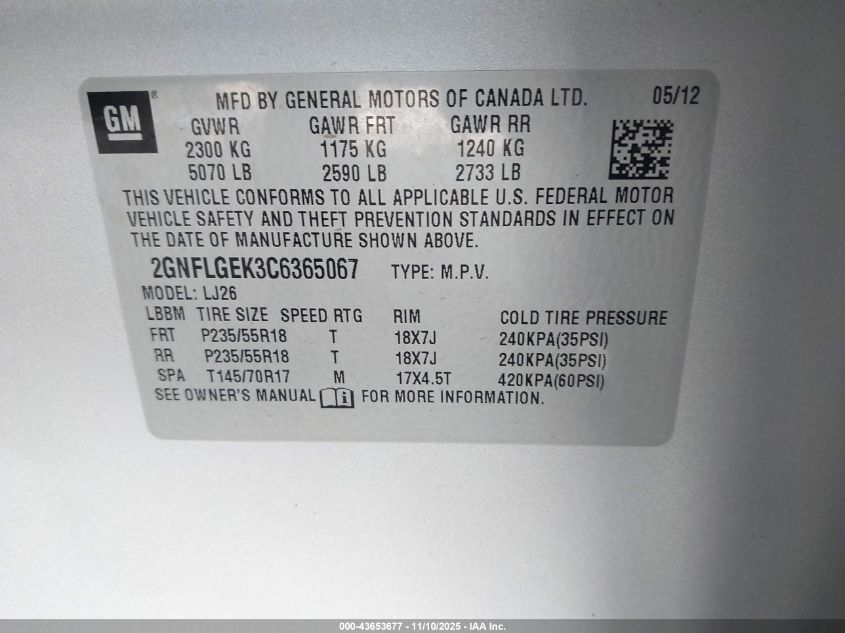 GM ®
MFD BY GENERAL MOTORS OF CANADA LTD. 05/12
GVWR GAWR FRT GAWR RR
2300 KG 1175 KG 1240 KG
5070 LB 2590 LB 2733 LB
THIS VEHICLE CONFORMS TO ALL APPLICABLE U.S. FEDERAL MOTOR
VEHICLE SAFETY AND THEFT PREVENTION STANDARDS IN EFFECT ON
THE DATE OF MANUFACTURE SHOWN ABOVE.
2GNFLGEK3C6365067 TYPE: M.P.V.
MODEL: LJ26
LBBM TIRE SIZE SPEED RTG RIM COLD TIRE PRESSURE
FRT P235/55R18 T 18X7J 240KPA(35PSI)
RR P235/55R18 T 18X7J 240KPA(35PSI)
SPA T145/70R17 M 17X4.5T 420KPA(60PSI)
SEE OWNER'S MANUAL i FOR MORE INFORMATION.
000-43653677 - 11/10/2025 - IAA Inc.